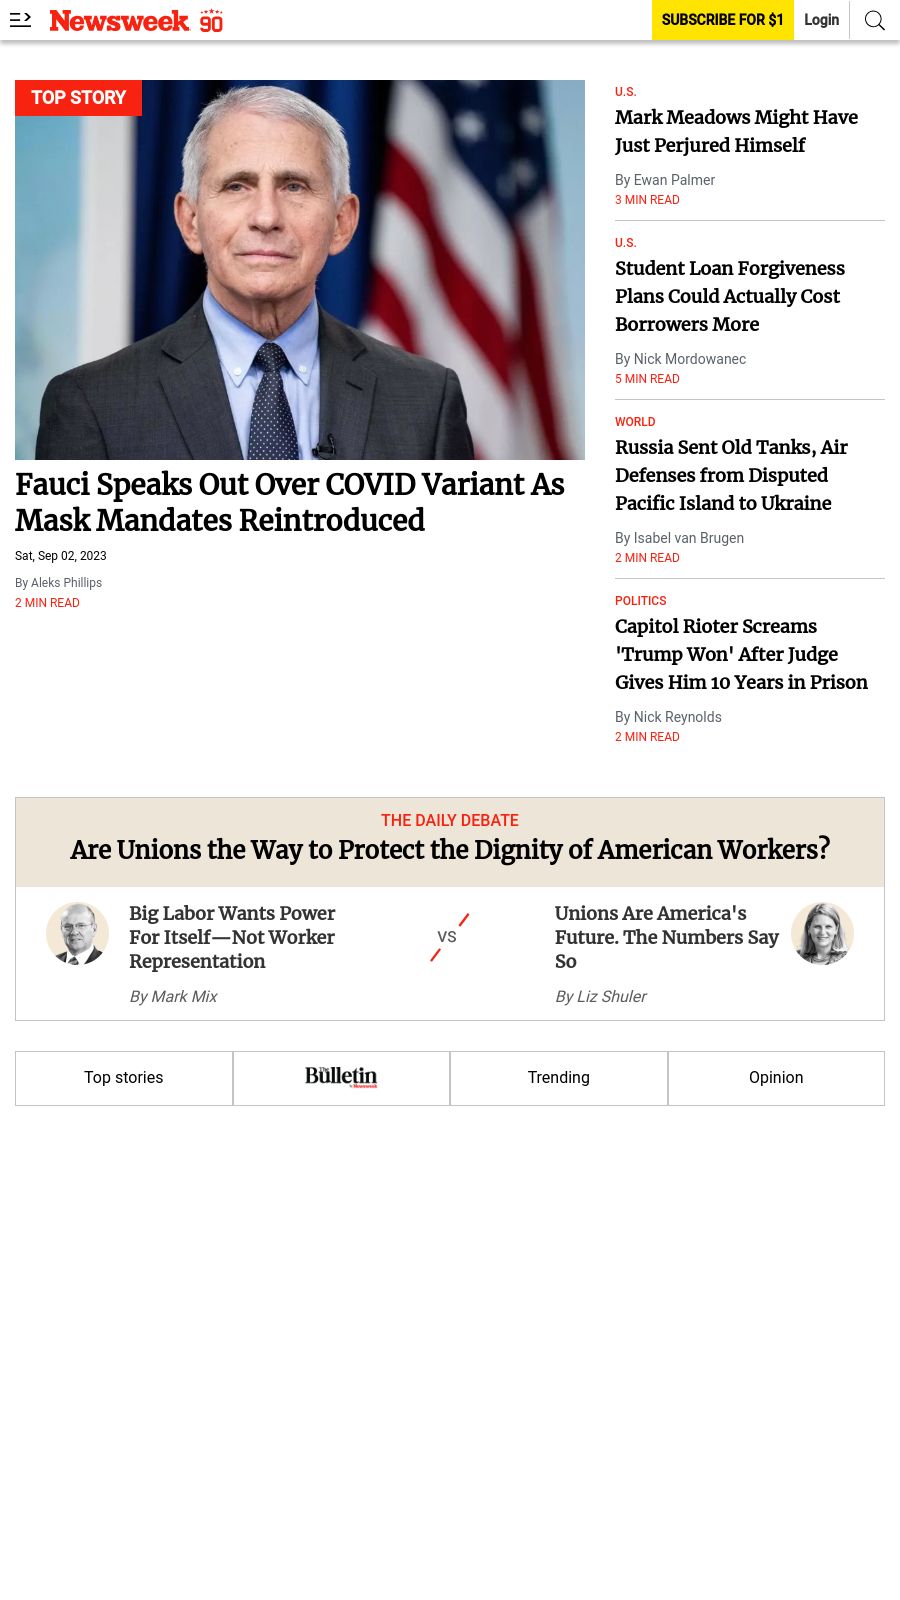 Newsweek 90
SUBSCRIBE FOR $1
Login
TOP STORY
Fauci Speaks Out Over COVID Variant As
Mask Mandates Reintroduced
Sat, Sep 02, 2023
By Aleks Phillips
2 MIN READ
U.S.
Mark Meadows Might Have
Just Perjured Himself
By Ewan Palmer
3 MIN READ
U.S.
Student Loan Forgiveness
Plans Could Actually Cost
Borrowers More
By Nick Mordowanec
5 MIN READ
WORLD
Russia Sent Old Tanks, Air
Defenses from Disputed
Pacific Island to Ukraine
By Isabel van Brugen
2 MIN READ
POLITICS
Capitol Rioter Screams
'Trump Won' After Judge
Gives Him 10 Years in Prison
By Nick Reynolds
2 MIN READ
THE DAILY DEBATE
Are Unions the Way to Protect the Dignity of American Workers?
Big Labor Wants Power
For Itself—Not Worker
Representation
By Mark Mix
VS
Unions Are America's
Future. The Numbers Say
So
By Liz Shuler
Top stories
The Bulletin
by Newsweek
Trending
Opinion